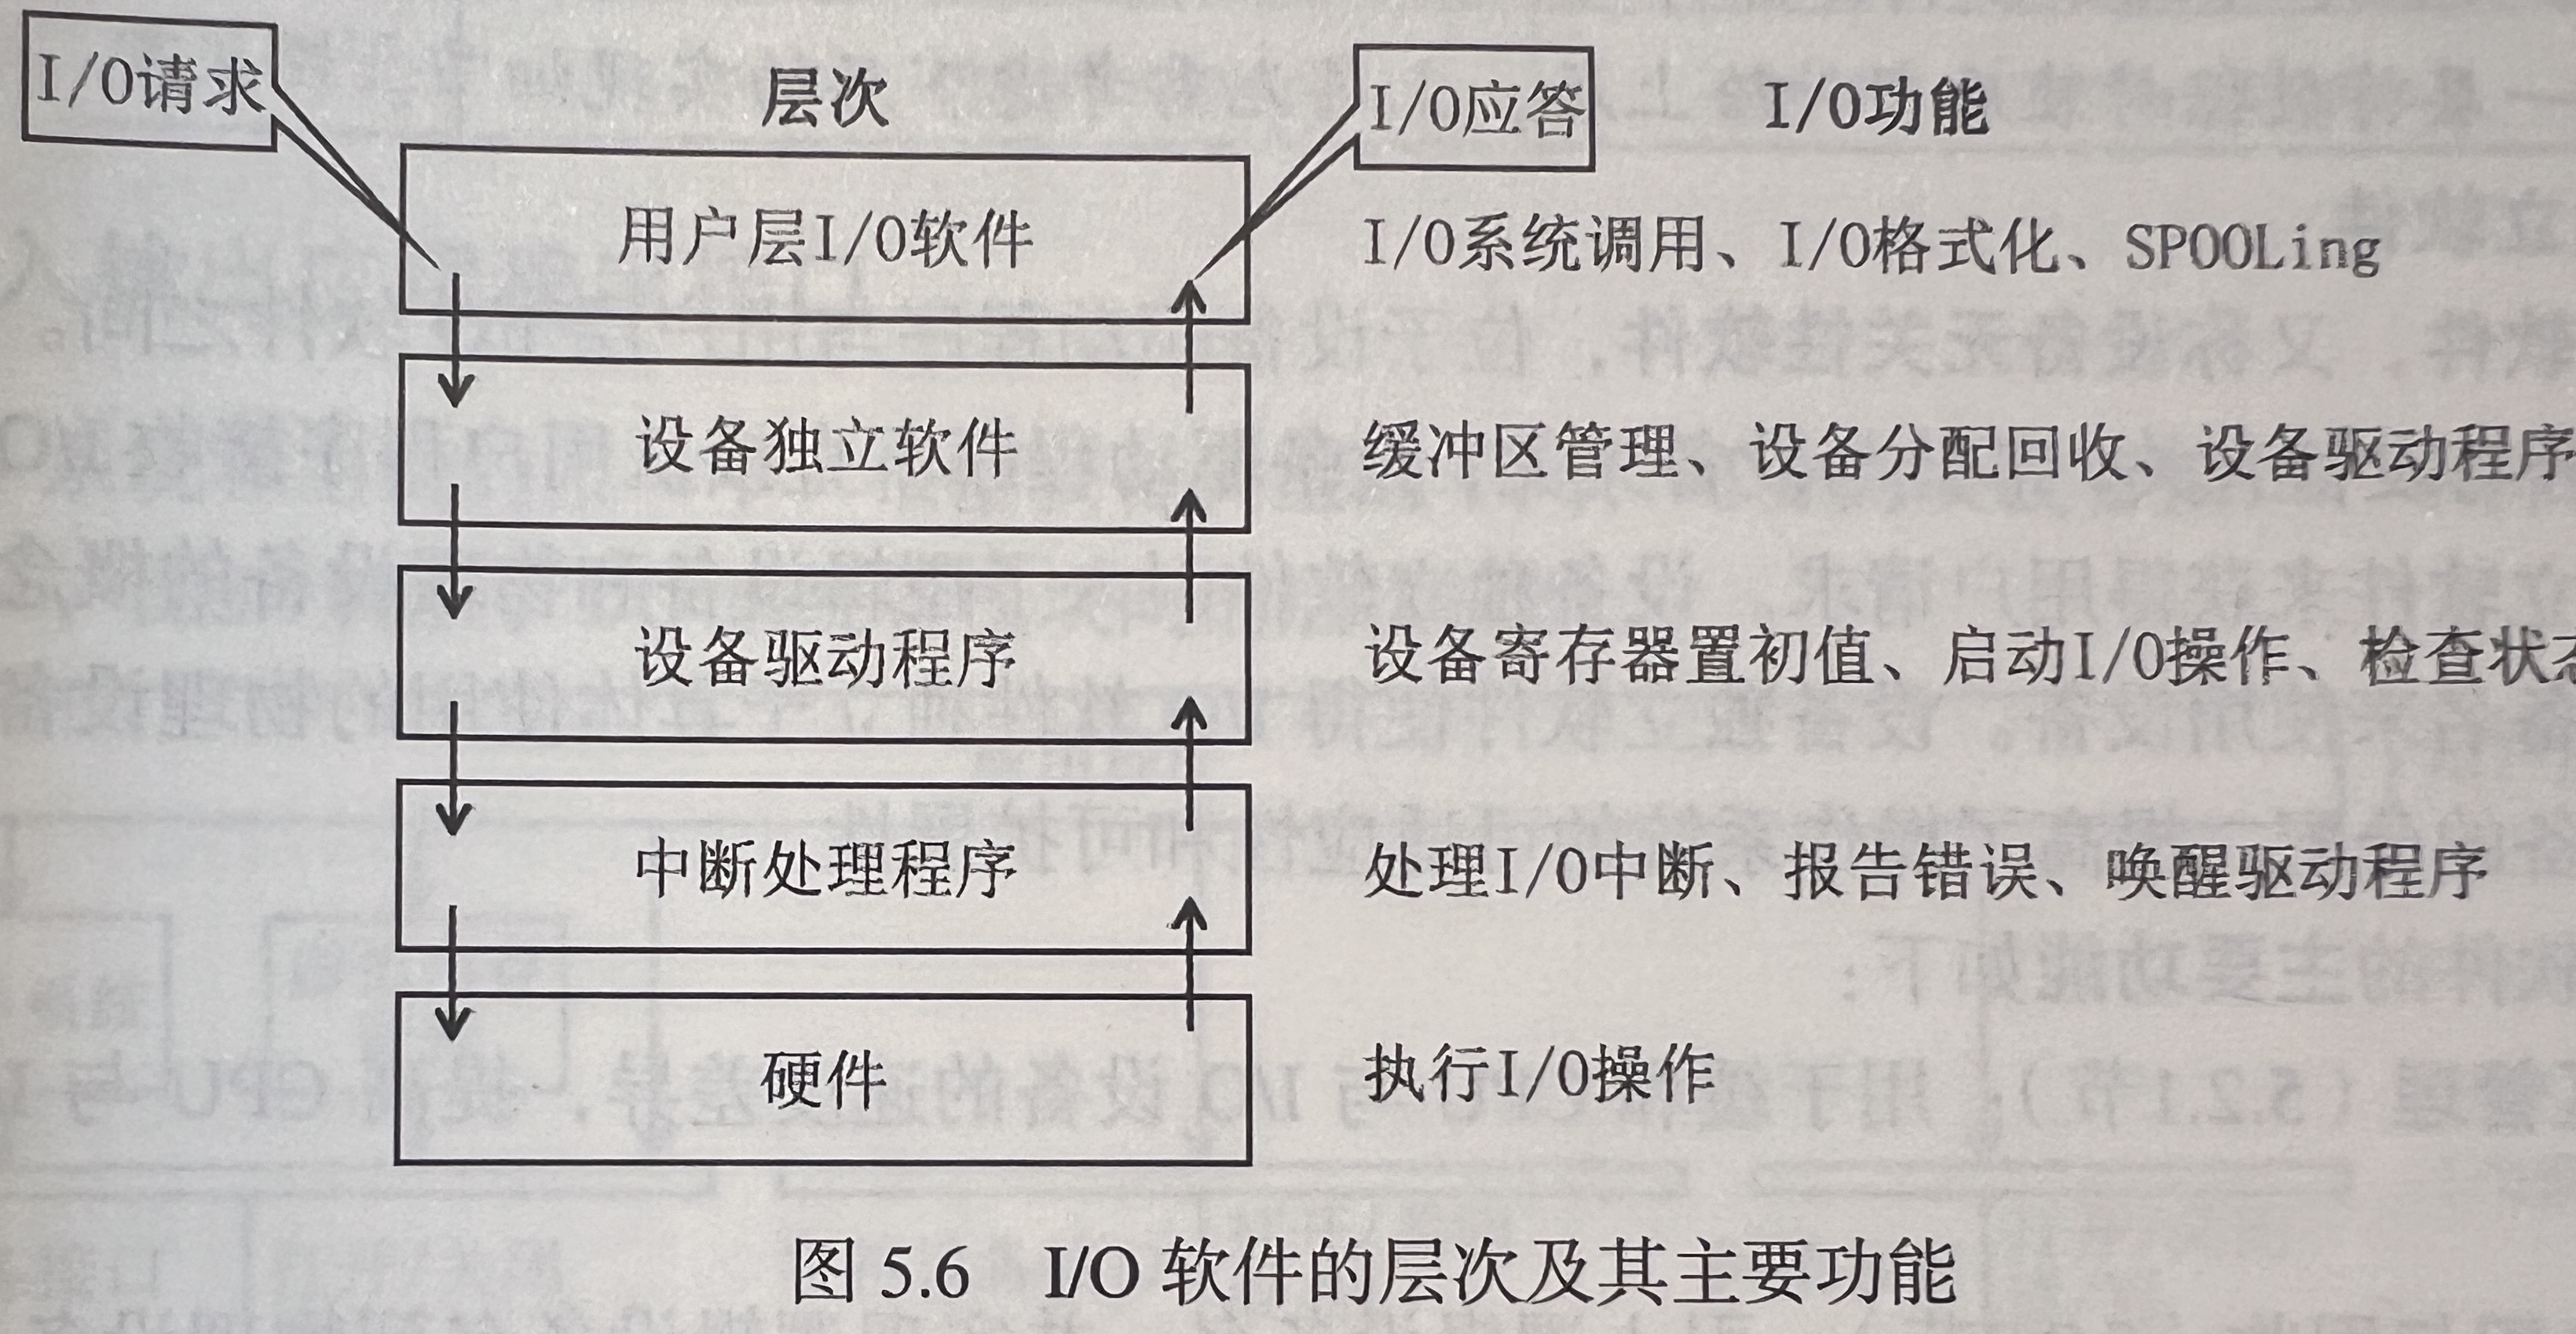 I/O请求
层次
I/O应答
I/O功能
用户层I/O软件
I/O系统调用、I/O格式化、SPOOLing
设备独立软件
缓冲区管理、设备分配回收、设备驱动程序
设备驱动程序
设备寄存器置初值、启动I/O操作、检查状态
中断处理程序
处理I/O中断、报告错误、唤醒驱动程序
硬件
执行I/O操作
图 5.6 I/O 软件的层次及其主要功能